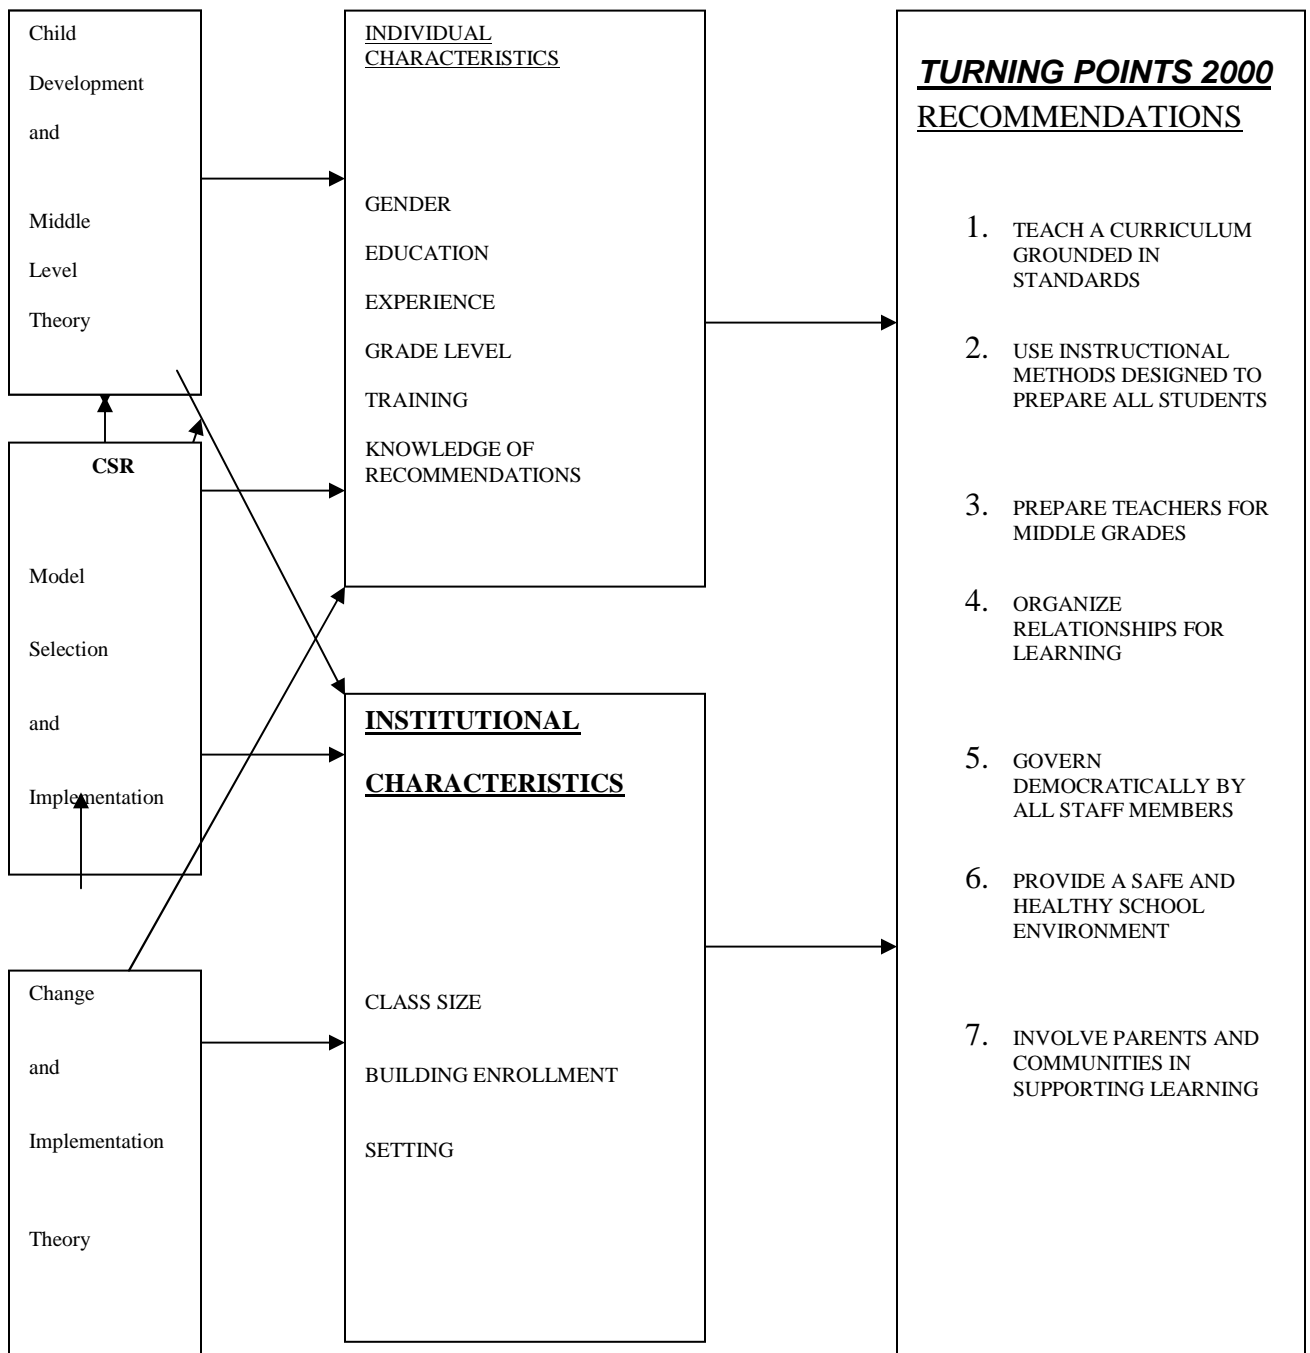 Child
Development
and
Middle
Level
Theory
CSR
Model
Selection
and
Implementation
Change
and
Implementation
Theory
INDIVIDUAL
CHARACTERISTICS
GENDER
EDUCATION
EXPERIENCE
GRADE LEVEL
TRAINING
KNOWLEDGE OF
RECOMMENDATIONS
INSTITUTIONAL
CHARACTERISTICS
CLASS SIZE
BUILDING ENROLLMENT
SETTING
TURNING POINTS 2000
RECOMMENDATIONS
1. TEACH A CURRICULUM
GROUNDED IN
STANDARDS
2. USE INSTRUCTIONAL
METHODS DESIGNED TO
PREPARE ALL STUDENTS
3. PREPARE TEACHERS FOR
MIDDLE GRADES
4. ORGANIZE
RELATIONSHIPS FOR
LEARNING
5. GOVERN
DEMOCRATICALLY BY
ALL STAFF MEMBERS
6. PROVIDE A SAFE AND
HEALTHY SCHOOL
ENVIRONMENT
7. INVOLVE PARENTS AND
COMMUNITIES IN
SUPPORTING LEARNING